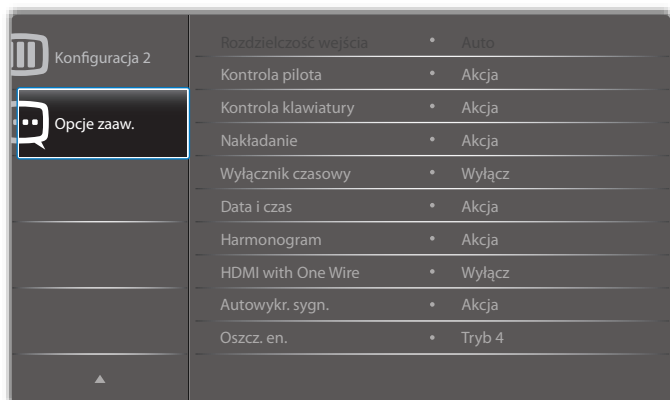 Konfiguracja 2
Opcje zaaw.
Rozdzielczość wejścia • Auto
Kontrola pilota • Akcja
Kontrola klawiatury • Akcja
Nakładanie • Akcja
Wyłącznik czasowy • Wyłącz
Data i czas • Akcja
Harmonogram • Akcja
HDMI with One Wire • Wyłącz
Autowykr. sygn. • Akcja
Oszcz. en. • Tryb 4